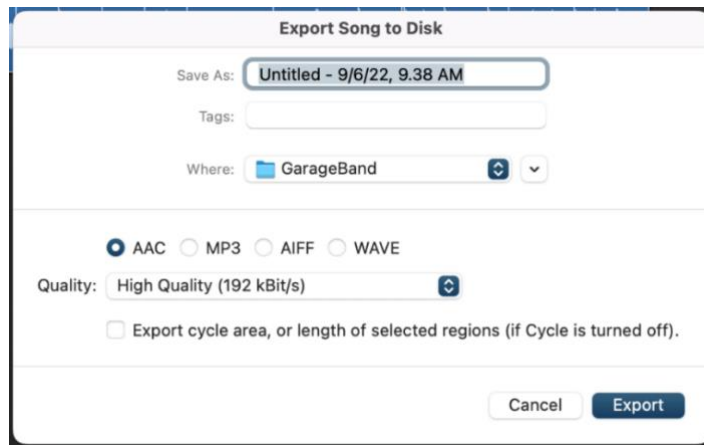 Export Song to Disk
Save As: Untitled - 9/6/22, 9.38 AM
Tags:
Where: GarageBand
AAC MP3 AIFF WAVE
Quality: High Quality (192 kBit/s)
Export cycle area, or length of selected regions (if Cycle is turned off).
Cancel Export